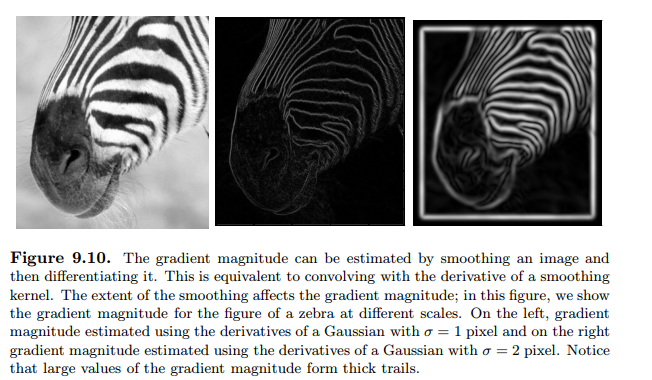 Figure 9.10. The gradient magnitude can be estimated by smoothing an image and
then differentiating it. This is equivalent to convolving with the derivative of a smoothing
kernel. The extent of the smoothing affects the gradient magnitude; in this figure, we show
the gradient magnitude for the figure of a zebra at different scales. On the left, gradient
magnitude estimated using the derivatives of a Gaussian with σ = 1 pixel and on the right
gradient magnitude estimated using the derivatives of a Gaussian with σ = 2 pixel. Notice
that large values of the gradient magnitude form thick trails.